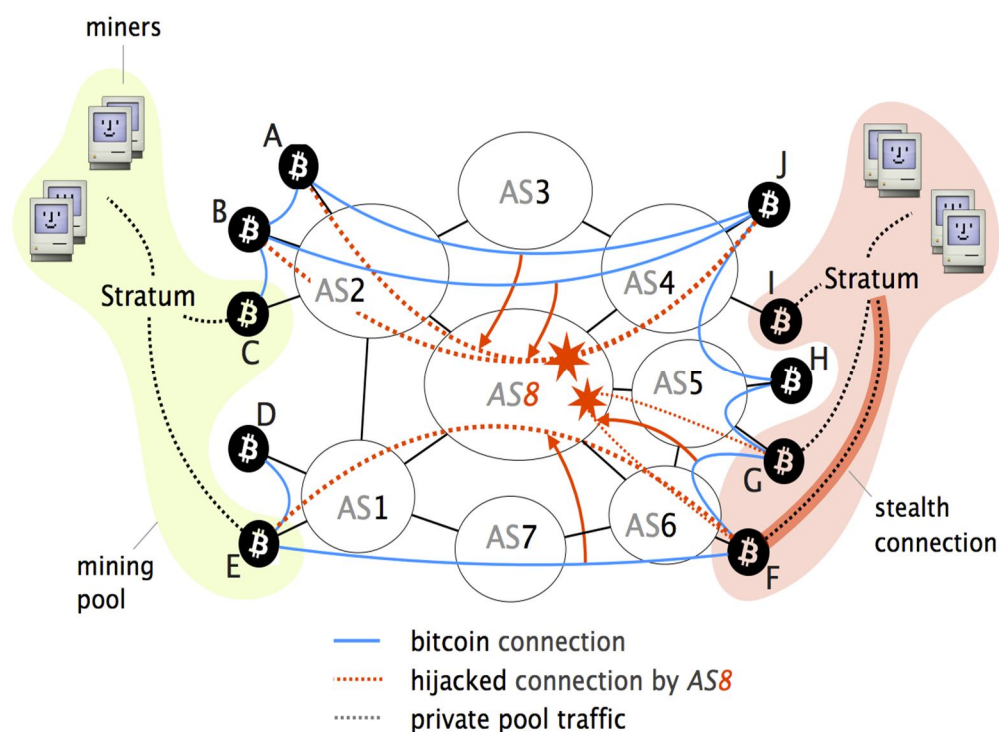 miners
A
J
B
AS3
AS2
AS4
I
Stratum
Stratum
C
H
AS5
AS8
D
G
AS1
AS6
AS7
stealth
connection
E
F
mining
pool
bitcoin connection
hijacked connection by AS8
private pool traffic